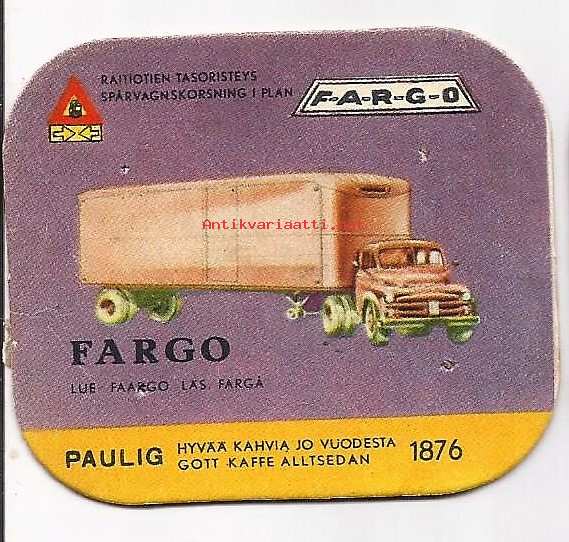 RAITIOTIEN TASORISTEYS
SPÅRVAGNSKORSNING I PLAN
F-A-R-G-O
Antikvariaatti.fi
FARGO
LUE FAARGO LÄS FARGÅ
PAULIG
HYVÄÄ KAHVIA JO VUODESTA
GOTT KAFFE ALLTSEDAN
1876